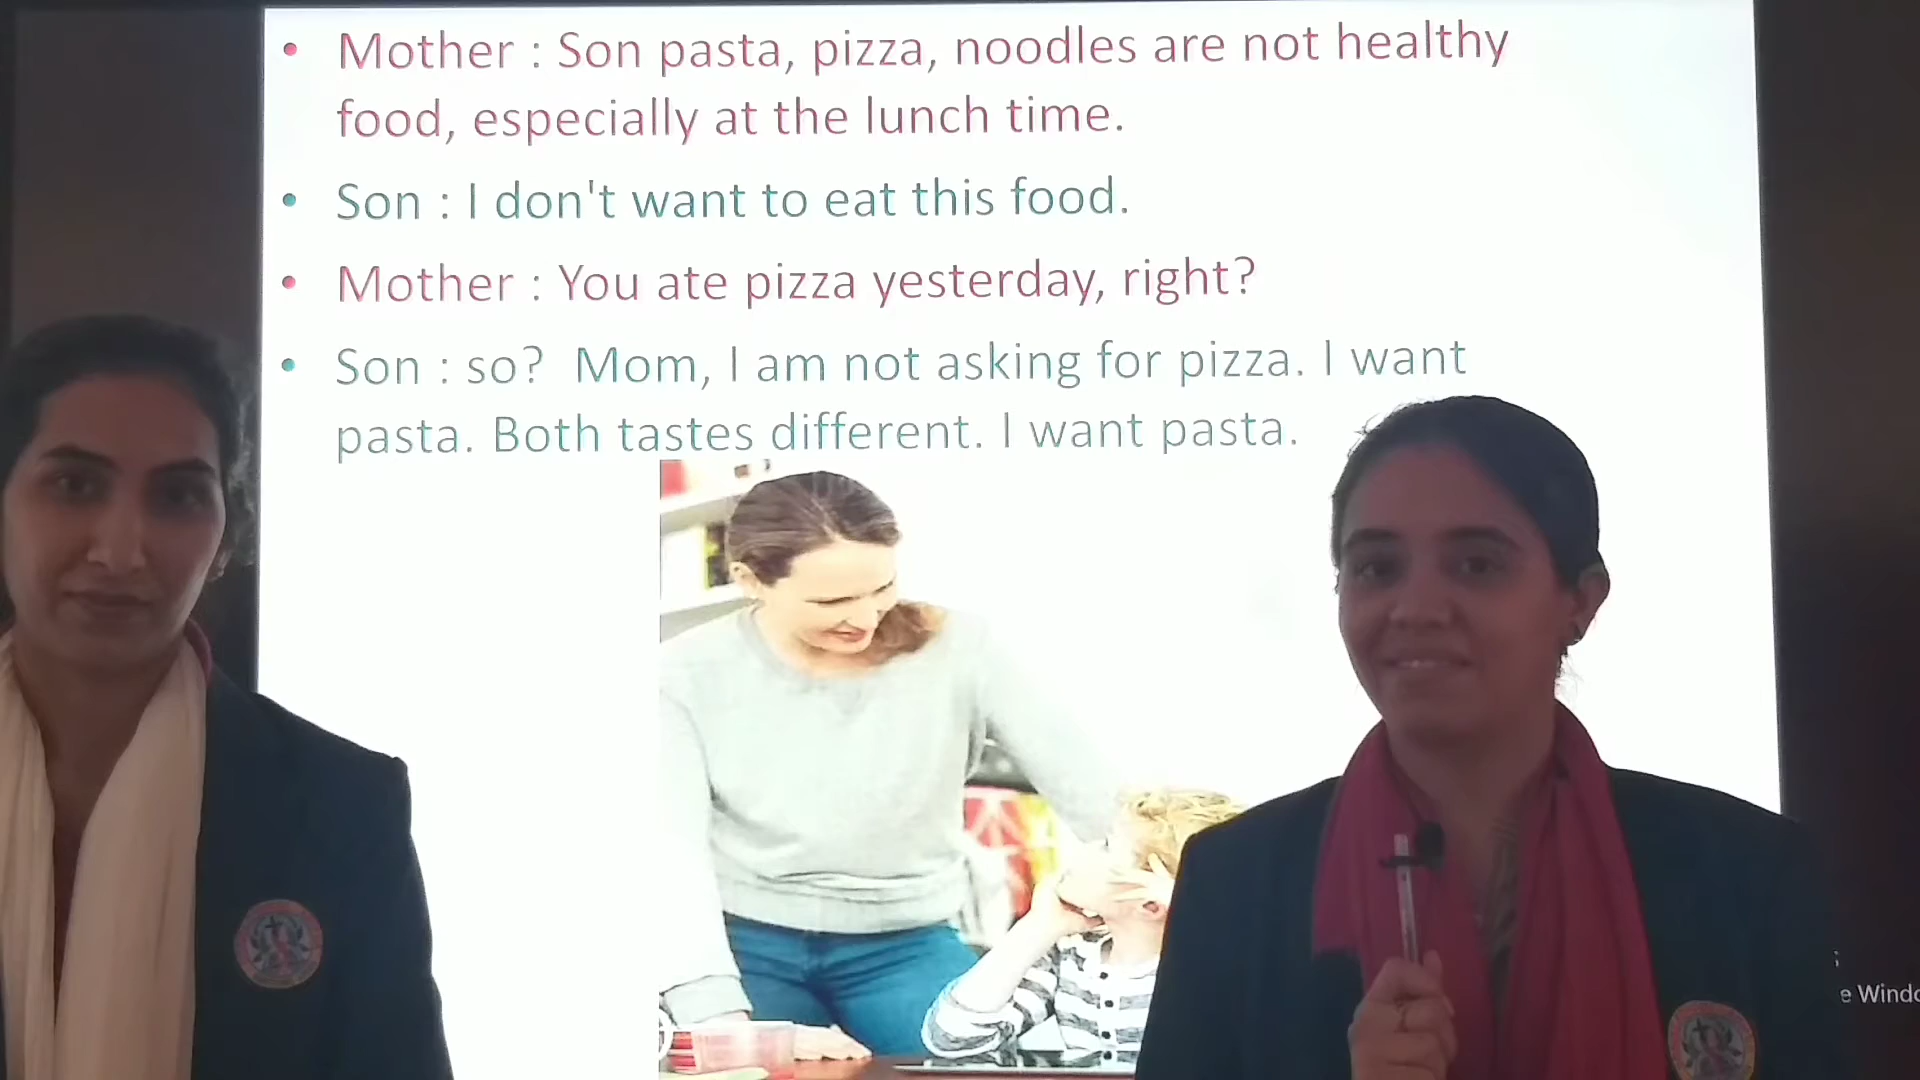 • Mother : Son pasta, pizza, noodles are not healthy
food, especially at the lunch time.
• Son : I don't want to eat this food.
• Mother : You ate pizza yesterday, right?
• Son : so?  Mom, I am not asking for pizza. I want
pasta. Both tastes different. I want pasta.
e Windo